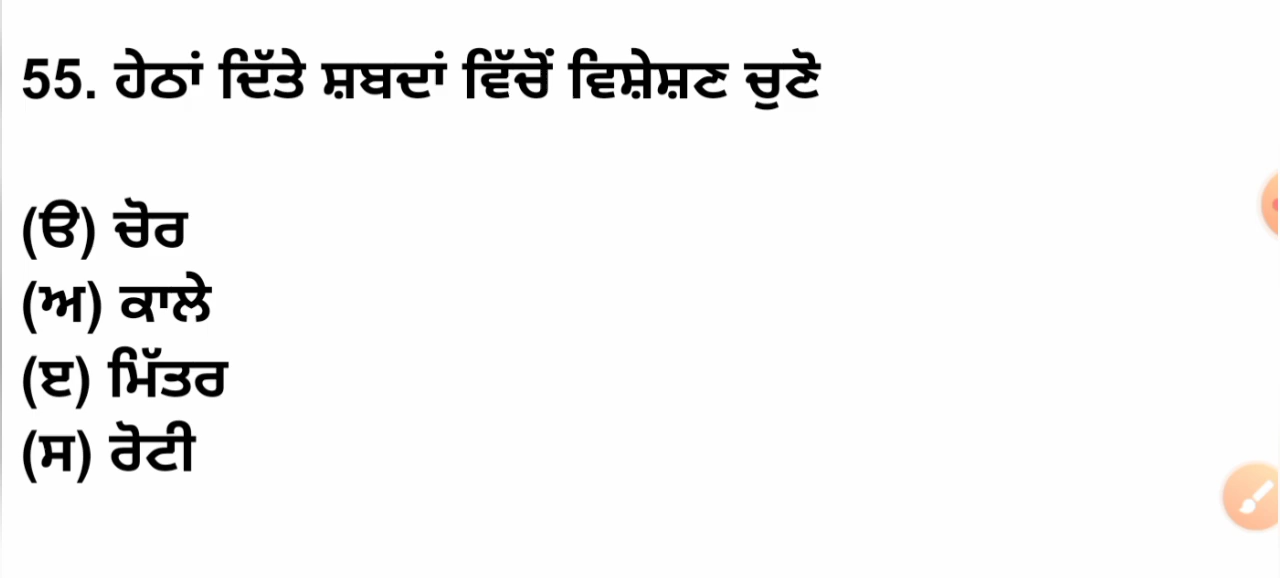 55. ਹੇਠਾਂ ਦਿੱਤੇ ਸ਼ਬਦਾਂ ਵਿੱਚੋਂ ਵਿਸ਼ੇਸ਼ਣ ਚੁਣੋ
(ੳ) ਚੋਰ
(ਅ) ਕਾਲੇ
(ੲ) ਮਿੱਤਰ
(ਸ) ਰੋਟੀ